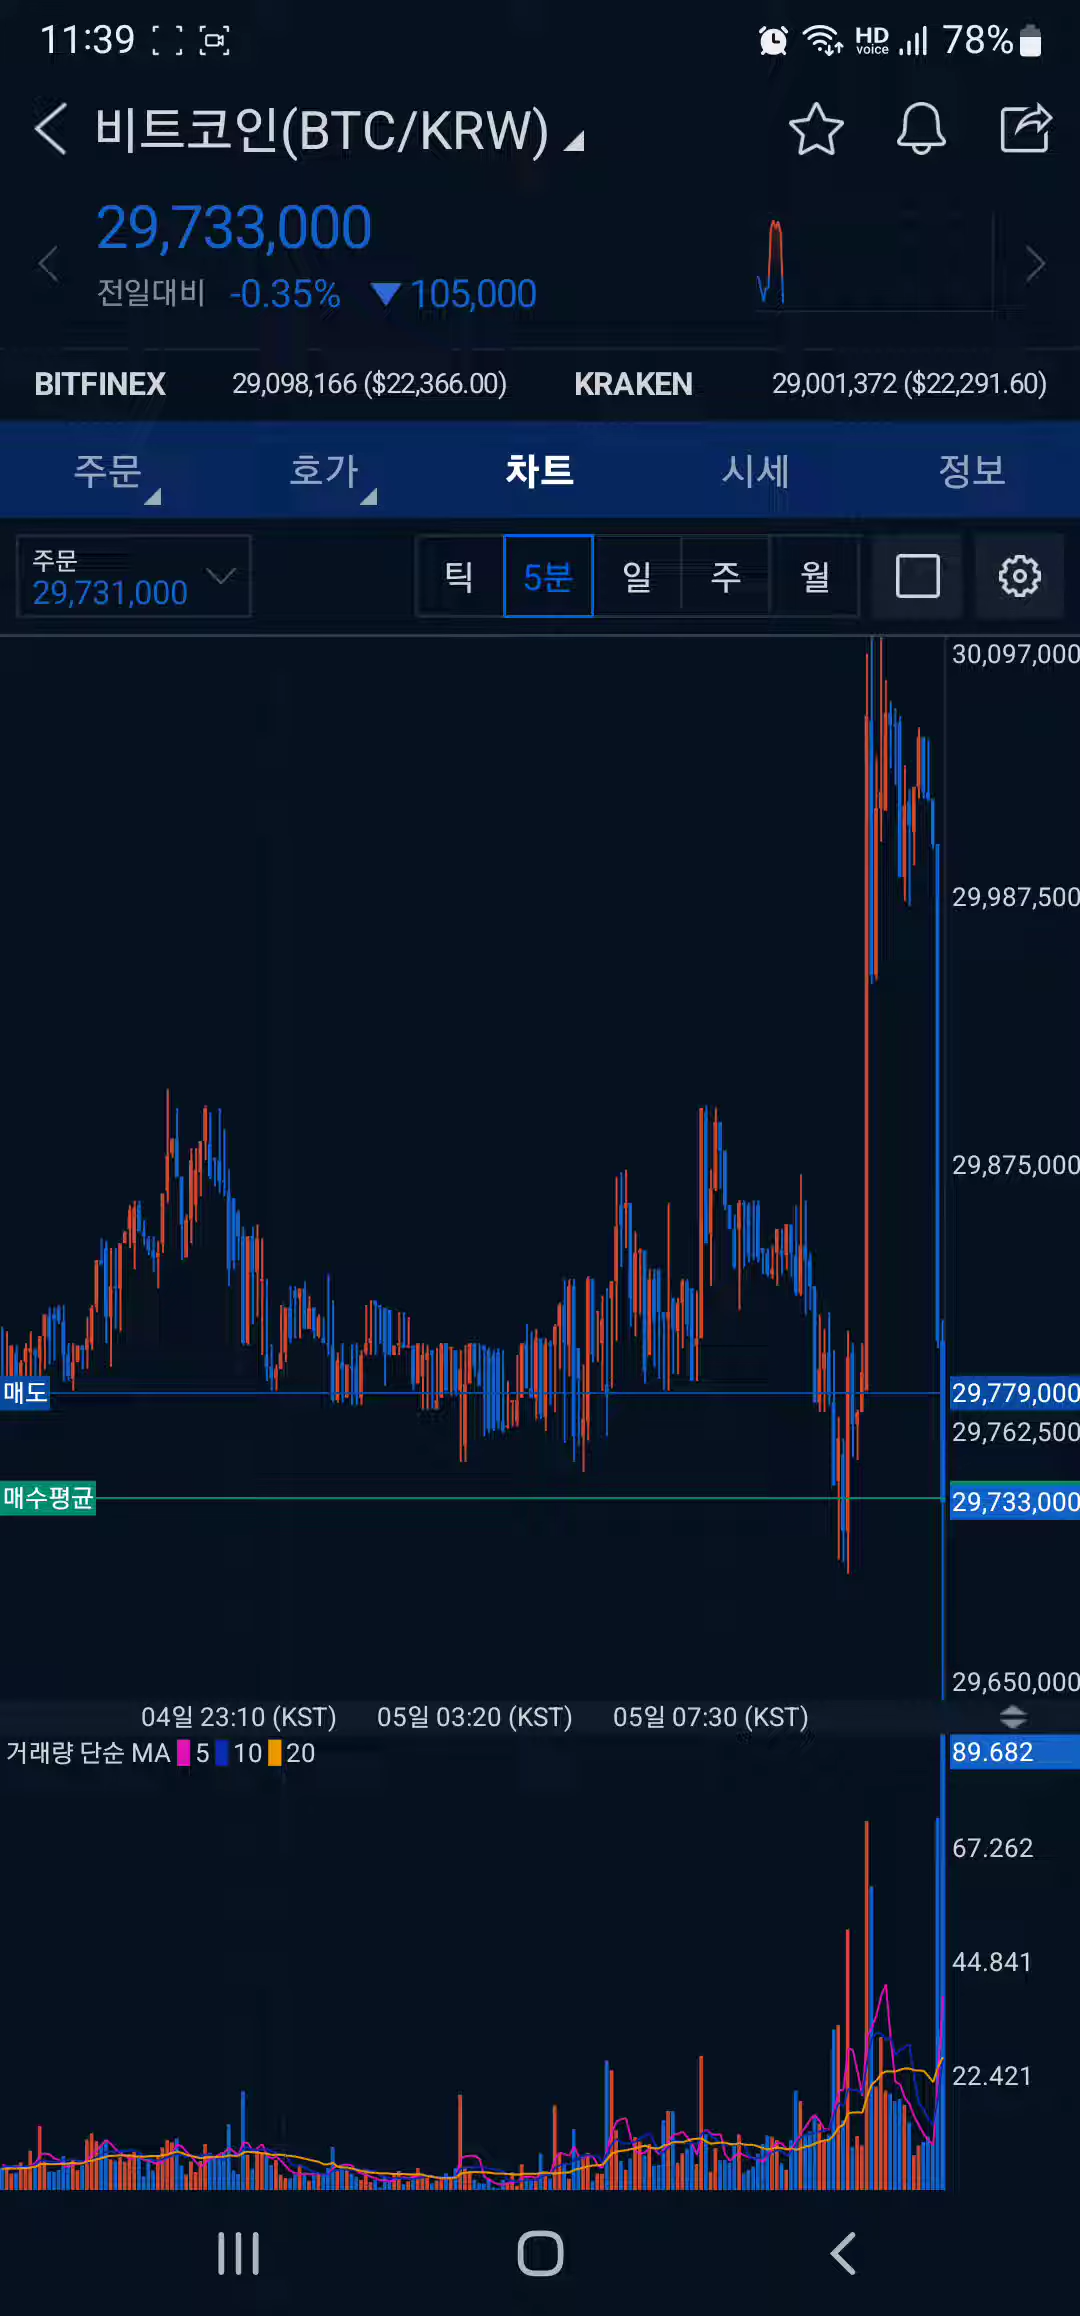 11:39 HD voice 78%
비트코인(BTC/KRW)
29,733,000
전일대비 -0.35% ▼ 105,000
BITFINEX 29,098,166 ($22,366.00) KRAKEN 29,001,372 ($22,291.60)
주문 호가 차트 시세 정보
주문
29,731,000
틱 5분 일 주 월
30,097,000
29,987,500
29,875,000
매도 29,779,000
29,762,500
매수평균 29,733,000
29,650,000
04일 23:10 (KST) 05일 03:20 (KST) 05일 07:30 (KST)
거래량 단순 MA 5 10 20
89.682
67.262
44.841
22.421